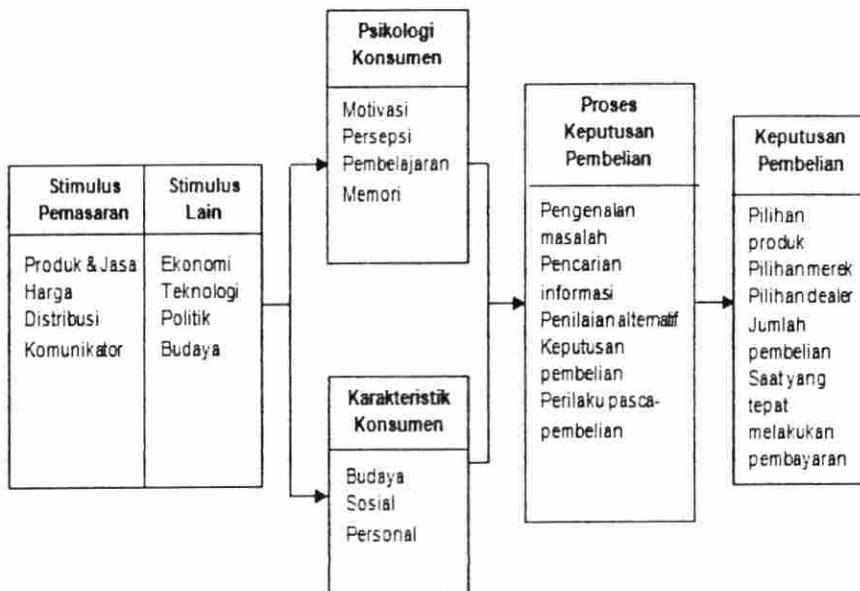 Stimulus
Pemasaran
Produk & Jasa
Harga
Distribusi
Komunikator
Stimulus
Lain
Ekonomi
Teknologi
Politik
Budaya
Psikologi
Konsumen
Motivasi
Persepsi
Pembelajaran
Memori
Karakteristik
Konsumen
Budaya
Sosial
Personal
Proses
Keputusan
Pembelian
Pengenalan
masalah
Pencarian
informasi
Penilaian alternatif
Keputusan
pembelian
Perilaku pasca-
pembelian
Keputusan
Pembelian
Pilihan
produk
Pilihan merek
Pilihan dealer
Jumlah
pembelian
Saat yang
tepat
melakukan
pembayaran